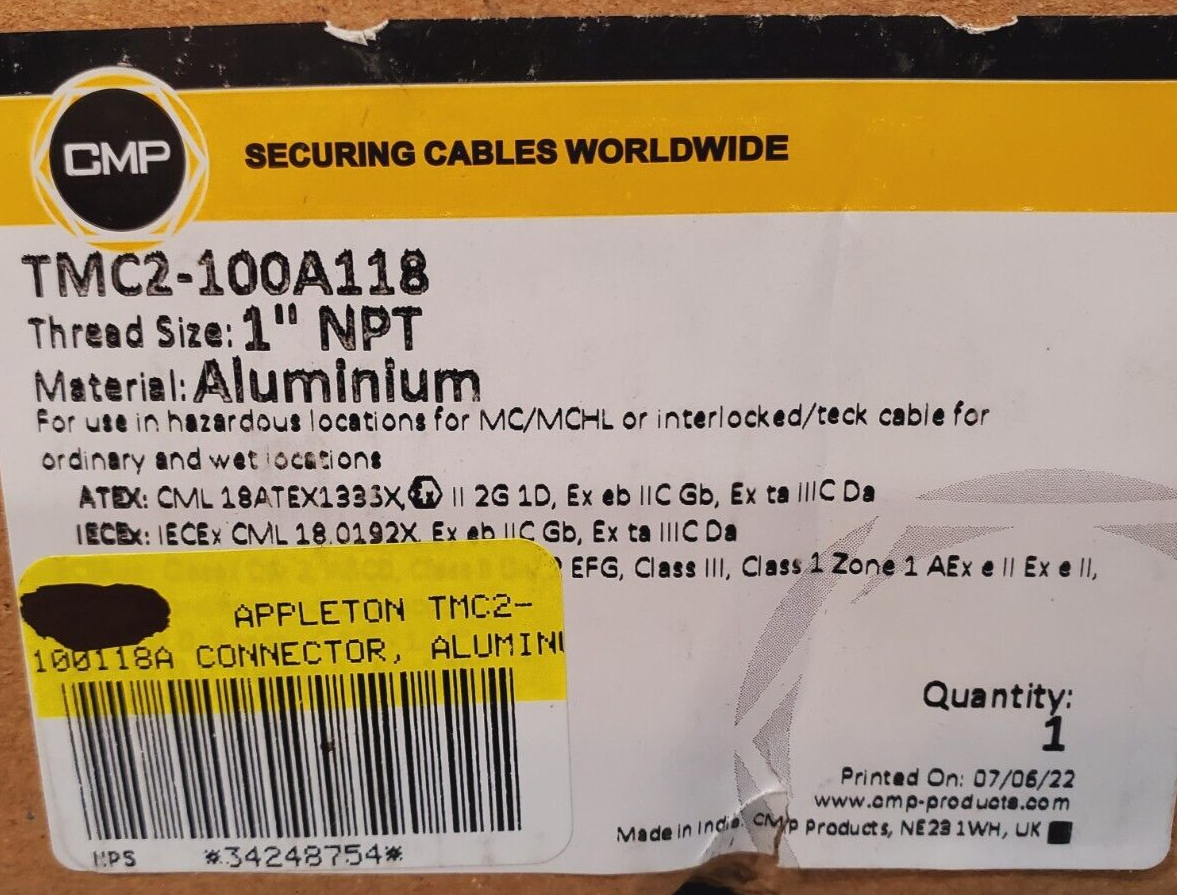 CMP
SECURING CABLES WORLDWIDE
TMC2-100A118
Thread Size: 1" NPT
Material: Aluminium
For use in hazardous locations for MC/MCHL or interlocked/teck cable for
ordinary and wet locations
ATEX: CML 18ATEX1333X, Ex II 2G 1D, Ex eb IIC Gb, Ex ta IIIC Da
IECEx: IECEx CML 18.0192X, Ex eb IIC Gb, Ex ta IIIC Da
EFG, Class III, Class 1 Zone 1 AEx e II Ex e II,
APPLETON TMC2-
100118A CONNECTOR, ALUMIN
MPS *34248754*
Quantity:
1
Printed On: 07/06/22
www.cmp-products.com
Made in India. CMP Products, NE23 1WH, UK